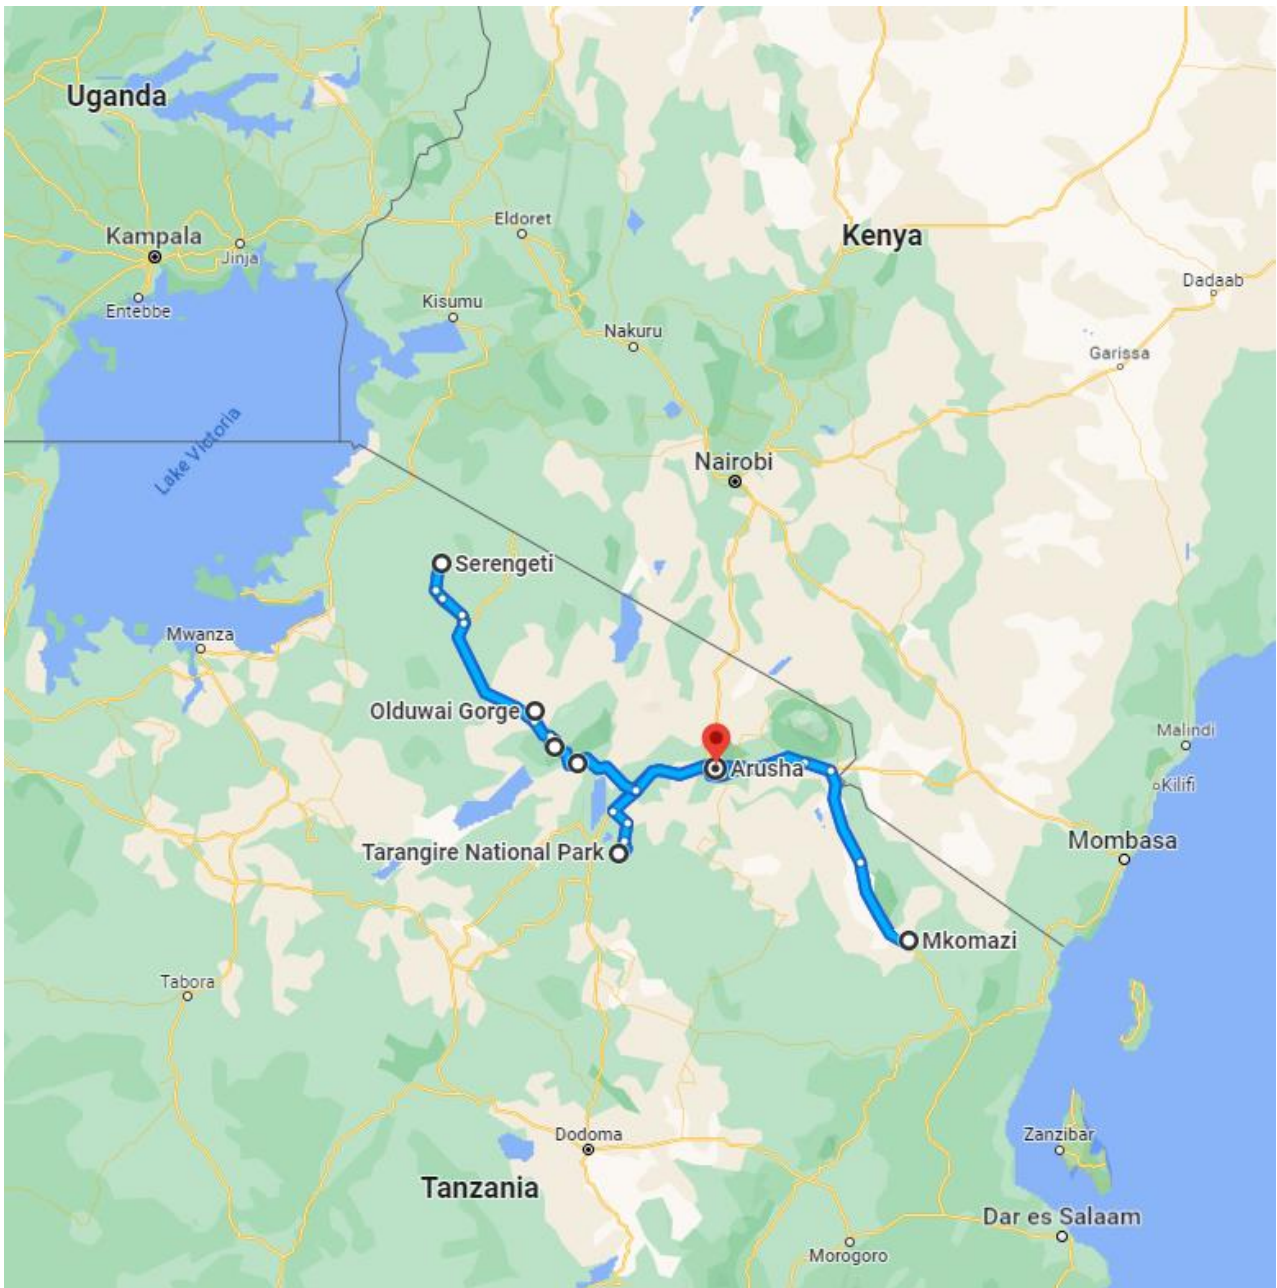 Uganda
Eldoret
Kampala
Jinja
Kenya
Dadaab
Entebbe
Kisumu
Nakuru
Garissa
Lake Victoria
Nairobi
Serengeti
Mwanza
Olduwai Gorge
Malindi
Arusha
Kilifi
Tarangire National Park
Mombasa
Mkomazi
Tabora
Dodoma
Zanzibar
Tanzania
Dar es Salaam
Morogoro